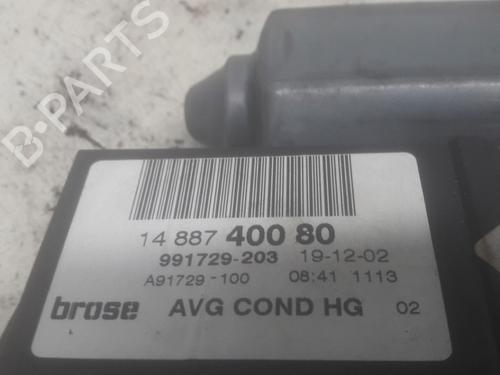 B-PARTS
14 887 400 80
991729-203 19-12-02
A91729-100 08:41 1113
brose AVG COND HG 02